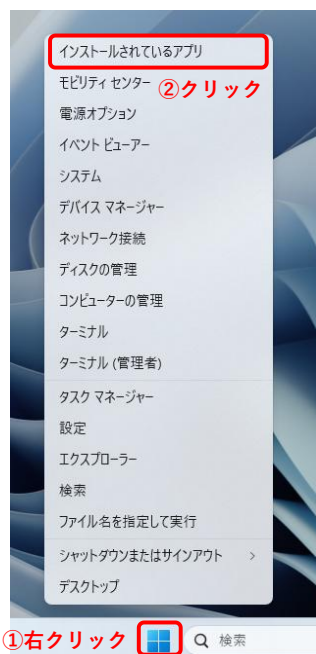 インストールされているアプリ
モビリティ センター
②クリック
電源オプション
イベント ビューアー
システム
デバイス マネージャー
ネットワーク接続
ディスクの管理
コンピューターの管理
ターミナル
ターミナル (管理者)
タスク マネージャー
設定
エクスプローラー
検索
ファイル名を指定して実行
シャットダウンまたはサインアウト >
デスクトップ
①右クリック
検索